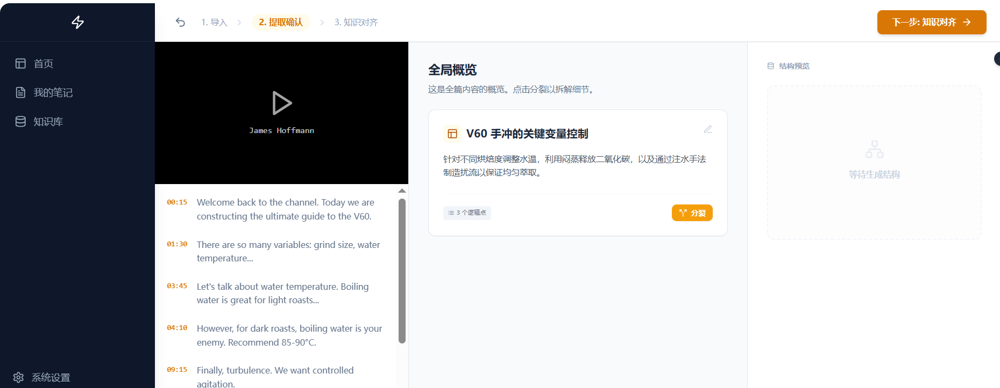 首页
我的笔记
知识库
系统设置
1. 导入
2. 提取确认
3. 知识对齐
下一步: 知识对齐
James Hoffmann
00:15 Welcome back to the channel. Today we are
constructing the ultimate guide to the V60.
01:30 There are so many variables: grind size, water
temperature...
03:45 Let's talk about water temperature. Boiling
water is great for light roasts...
04:10 However, for dark roasts, boiling water is your
enemy. Recommend 85-90°C.
09:15 Finally, turbulence. We want controlled
agitation.
全局概览
这是全篇内容的概览。点击分裂以拆解细节。
V60 手冲的关键变量控制
针对不同烘焙度调整水温，利用闷蒸释放二氧化碳，以及通过注水手法
制造扰流以保证均匀萃取。
3 个逻辑点
分裂
结构预览
等待生成结构